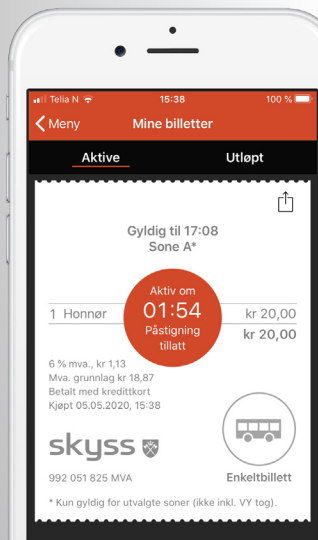 Telia N 15:38 100 %
Meny Mine billetter
Aktive Utløpt
Gyldig til 17:08
Sone A*
Aktiv om
01:54
Påstigning
tillatt
1 Honnør kr 20,00
kr 20,00
6 % mva., kr 1,13
Mva. grunnlag kr 18,87
Betalt med kredittkort
Kjøpt 05.05.2020, 15:38
skyss
992 051 825 MVA
Enkeltbillett
* Kun gyldig for utvalgte soner (ikke inkl. VY tog).